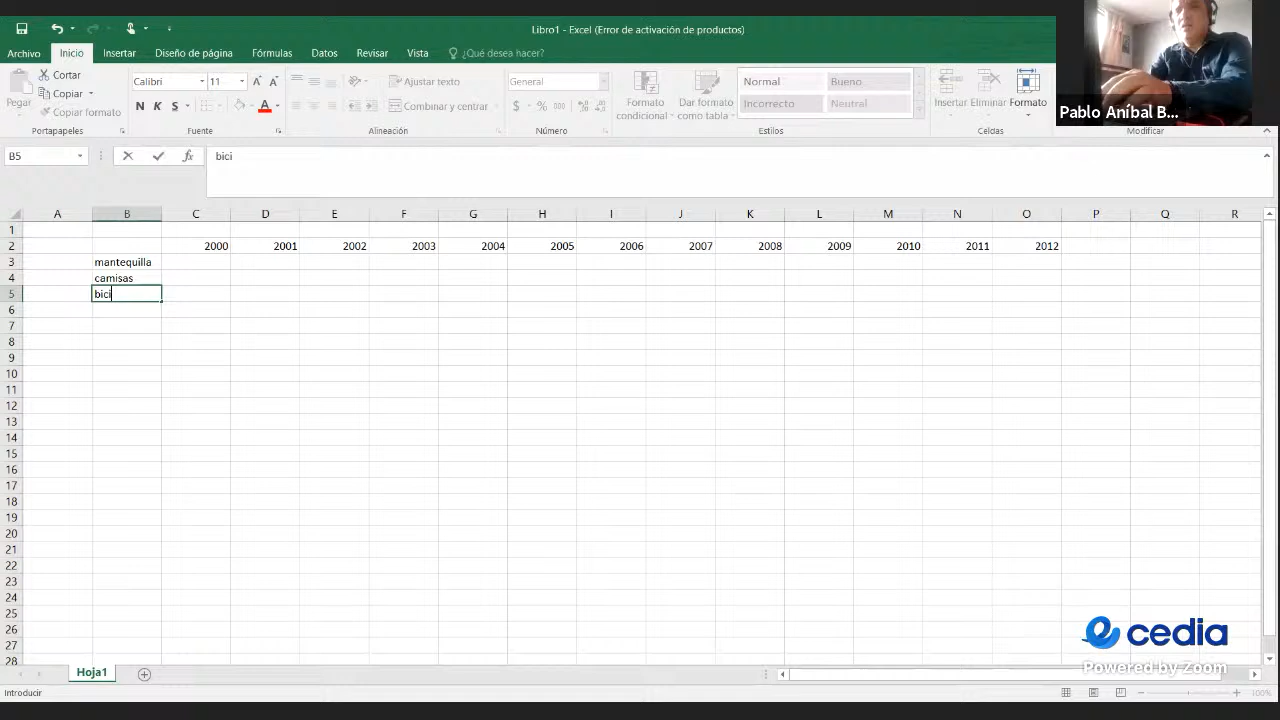 Libro1 - Excel (Error de activación de productos)
Archivo Inicio Insertar Diseño de página Fórmulas Datos Revisar Vista ¿Qué desea hacer?
Pegar
Cortar
Copiar
Copiar formato
Portapapeles
Calibri 11
N K S
Fuente
Ajustar texto
Combinar y centrar
Alineación
General
$ % 000
Número
Formato condicional
Dar formato como tabla
Normal Bueno
Incorrecto Neutral
Estilos
Eliminar Formato
Celdas
Modificar
Pablo Aníbal B...
B5 fx bici
A B C D E F G H I J K L M N O P Q R
1
2 2000 2001 2002 2003 2004 2005 2006 2007 2008 2009 2010 2011 2012
3 mantequilla
4 camisas
5 bici
6
7
8
9
10
11
12
13
14
15
16
17
18
19
20
21
22
23
24
25
26
27
28
cedia
Powered by Zoom
Hoja1
Introducir 100%